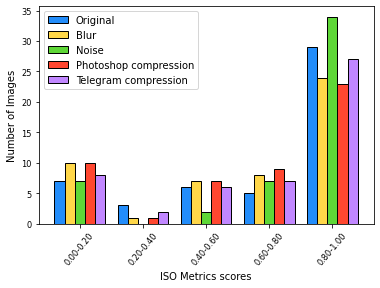 35
30
25
20
15
10
5
0
Number of Images
Original
Blur
Noise
Photoshop compression
Telegram compression
0.00-0.20
0.20-0.40
0.40-0.60
0.60-0.80
0.80-1.00
ISO Metrics scores